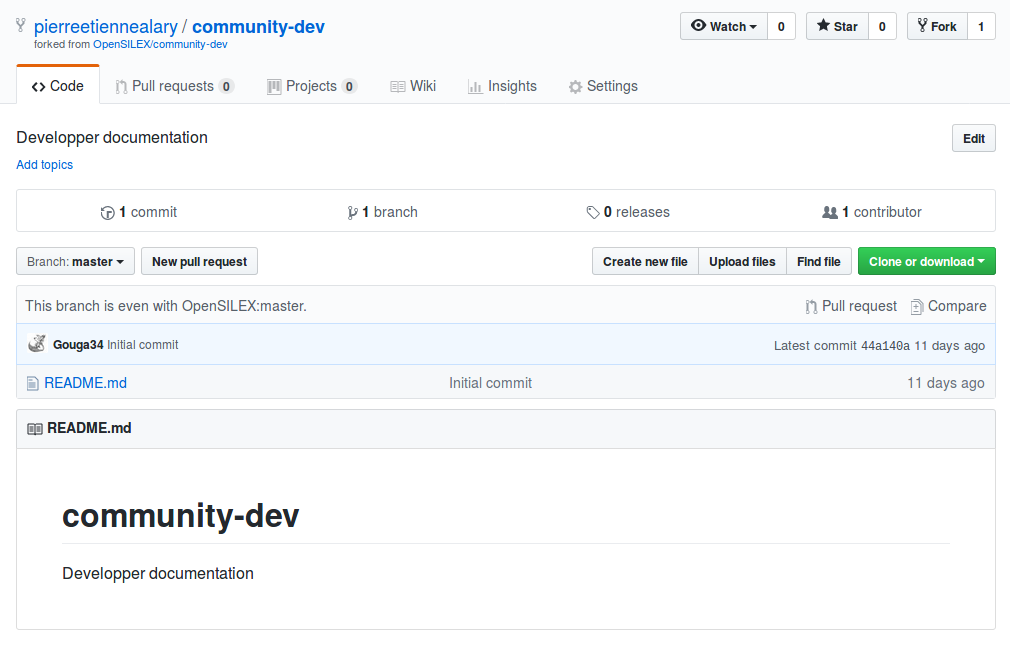 pierreetiennealary / community-dev
forked from OpenSILEX/community-dev
Watch 0 Star 0 Fork 1
Code Pull requests 0 Projects 0 Wiki Insights Settings
Developper documentation Edit
Add topics
1 commit 1 branch 0 releases 1 contributor
Branch: master New pull request Create new file Upload files Find file Clone or download
This branch is even with OpenSILEX:master. Pull request Compare
Gouga34 Initial commit Latest commit 44a140a 11 days ago
README.md Initial commit 11 days ago
README.md
community-dev
Developper documentation